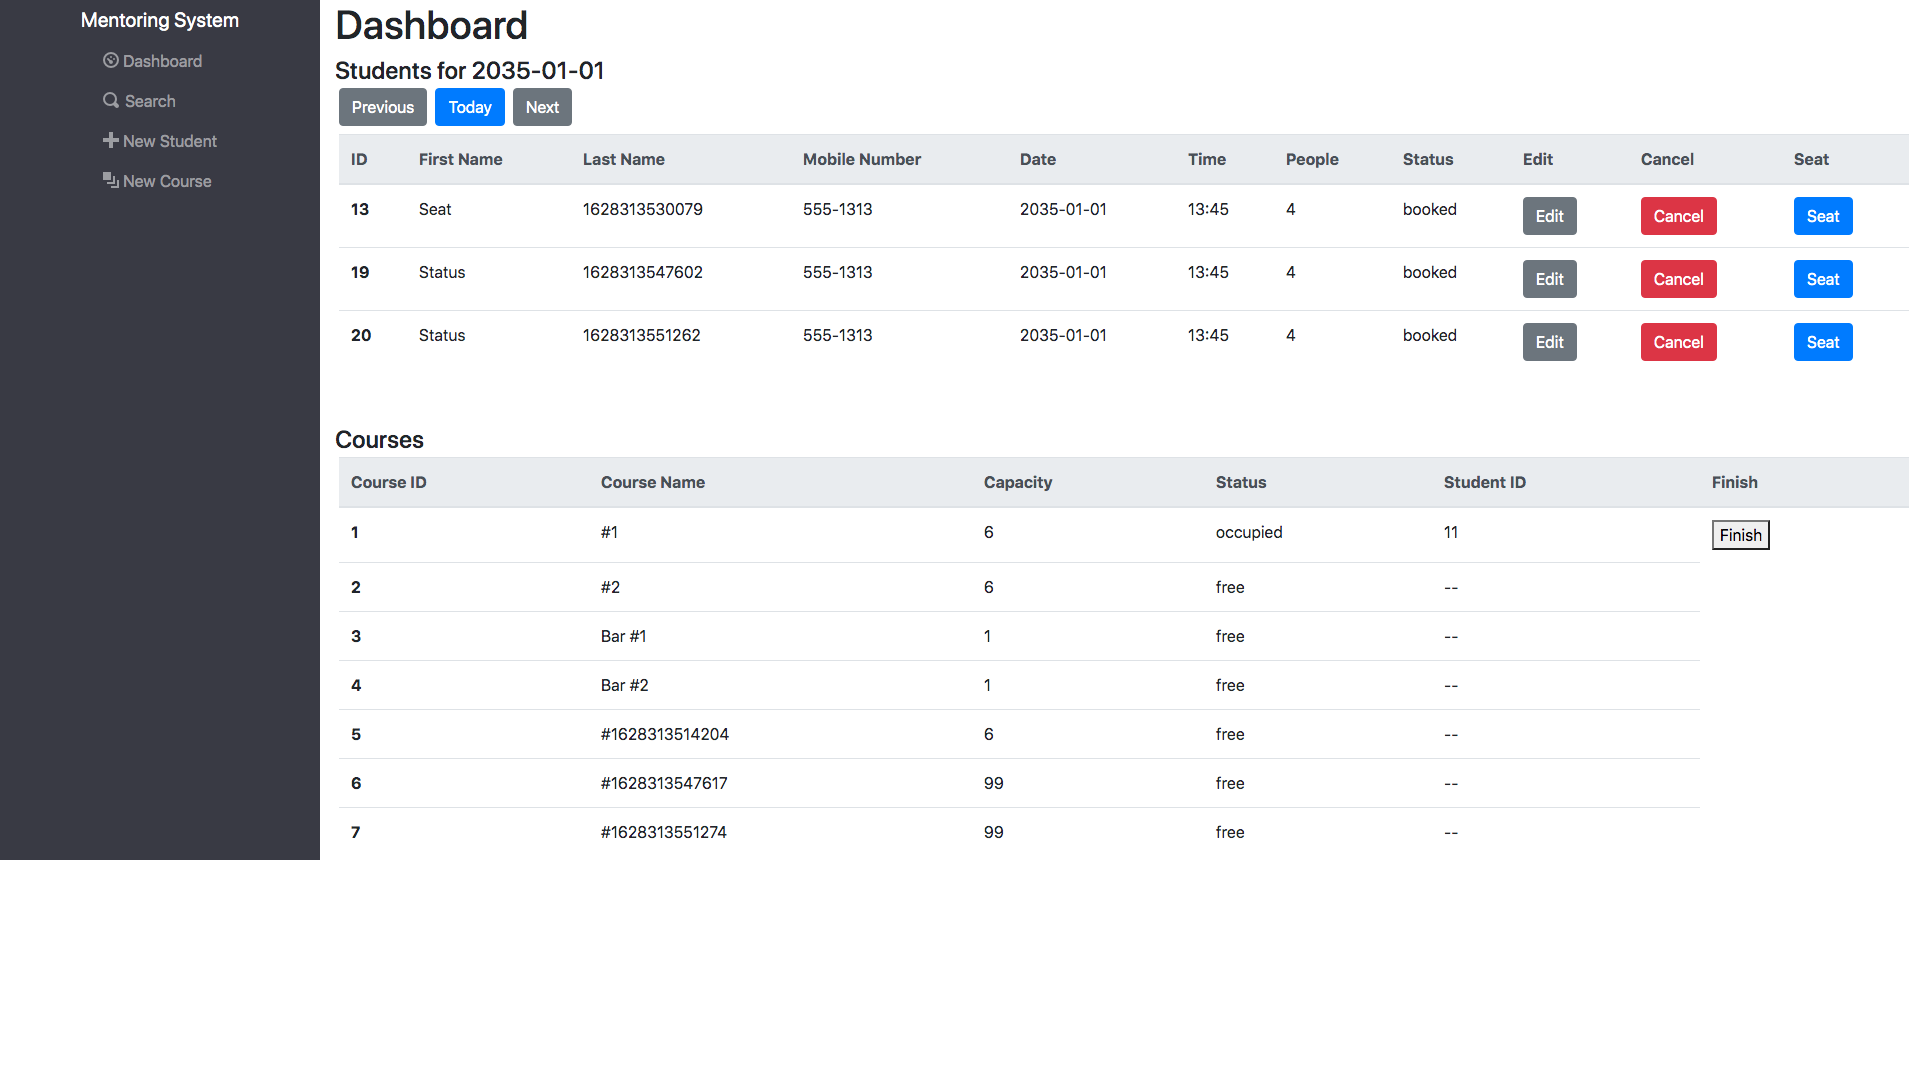 Mentoring System
Dashboard
Search
New Student
New Course
Dashboard
Students for 2035-01-01
Previous Today Next
ID First Name Last Name Mobile Number Date Time People Status Edit Cancel Seat
13 Seat 1628313530079 555-1313 2035-01-01 13:45 4 booked Edit Cancel Seat
19 Status 1628313547602 555-1313 2035-01-01 13:45 4 booked Edit Cancel Seat
20 Status 1628313551262 555-1313 2035-01-01 13:45 4 booked Edit Cancel Seat
Courses
Course ID Course Name Capacity Status Student ID Finish
1 #1 6 occupied 11 Finish
2 #2 6 free --
3 Bar #1 1 free --
4 Bar #2 1 free --
5 #1628313514204 6 free --
6 #1628313547617 99 free --
7 #1628313551274 99 free --